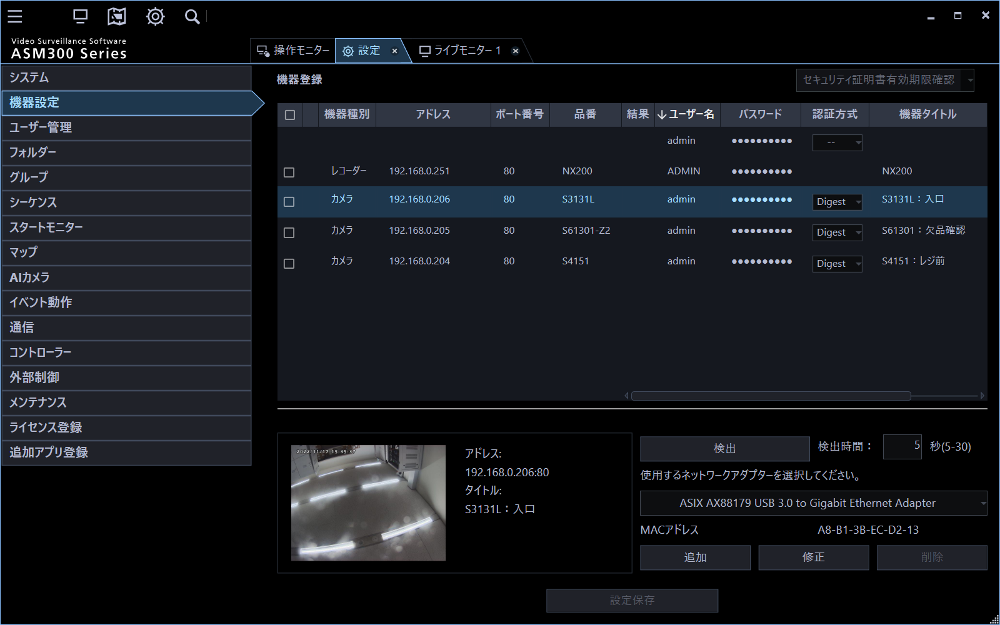 Video Surveillance Software
ASM300 Series
操作モニター
設定
ライブモニター 1
システム
機器設定
ユーザー管理
フォルダー
グループ
シーケンス
スタートモニター
マップ
AIカメラ
イベント動作
通信
コントローラー
外部制御
メンテナンス
ライセンス登録
追加アプリ登録
機器登録
セキュリティ証明書有効期限確認
機器種別 アドレス ポート番号 品番 結果 ↓ユーザー名 パスワード 認証方式 機器タイトル
admin ●●●●●●●●●● --
レコーダー 192.168.0.251 80 NX200 ADMIN ●●●●●●●●●● NX200
カメラ 192.168.0.206 80 S3131L admin ●●●●●●●●●● Digest S3131L：入口
カメラ 192.168.0.205 80 S61301-Z2 admin ●●●●●●●●●● Digest S61301：欠品確認
カメラ 192.168.0.204 80 S4151 admin ●●●●●●●●●● Digest S4151：レジ前
2022/11/17 15:35:37
アドレス:
192.168.0.206:80
タイトル:
S3131L：入口
検出 検出時間： 5 秒(5-30)
使用するネットワークアダプターを選択してください。
ASIX AX88179 USB 3.0 to Gigabit Ethernet Adapter
MACアドレス A8-B1-3B-EC-D2-13
追加 修正 削除
設定保存